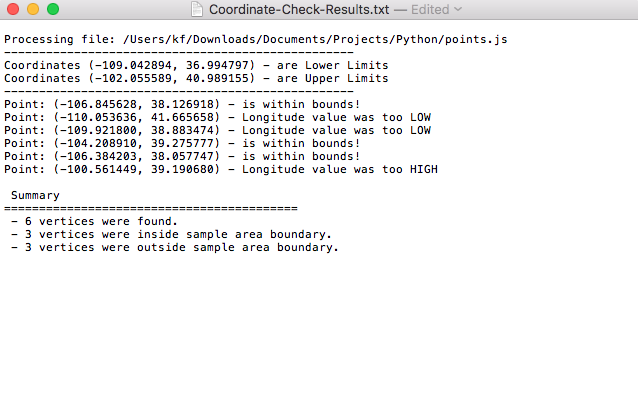 Coordinate-Check-Results.txt — Edited
Processing file: /Users/kf/Downloads/Documents/Projects/Python/points.js
--------------------------------------------------
Coordinates (-109.042894, 36.994797) - are Lower Limits
Coordinates (-102.055589, 40.989155) - are Upper Limits
--------------------------------------------------
Point: (-106.845628, 38.126918) - is within bounds!
Point: (-110.053636, 41.665658) - Longitude value was too LOW
Point: (-109.921800, 38.883474) - Longitude value was too LOW
Point: (-104.208910, 39.275777) - is within bounds!
Point: (-106.384203, 38.057747) - is within bounds!
Point: (-100.561449, 39.190680) - Longitude value was too HIGH
Summary
==========================================
- 6 vertices were found.
- 3 vertices were inside sample area boundary.
- 3 vertices were outside sample area boundary.